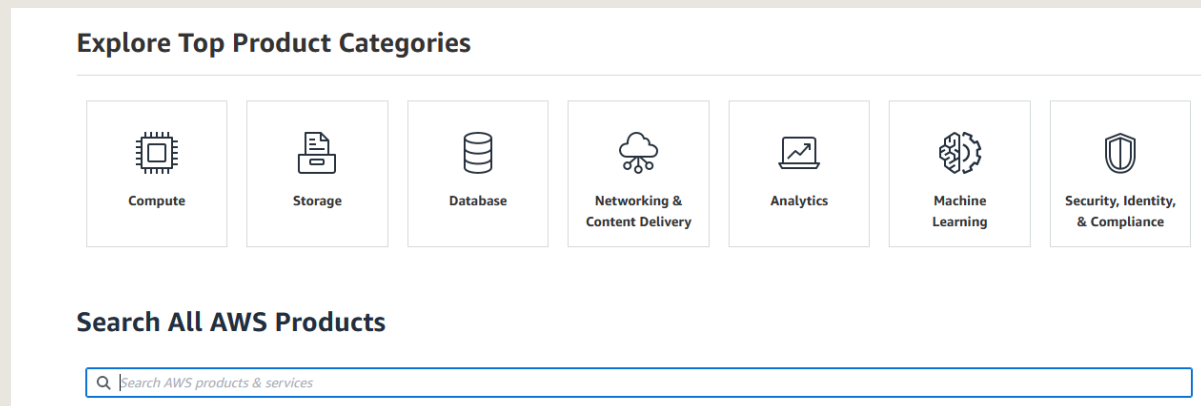 Explore Top Product Categories
Compute
Storage
Database
Networking &
Content Delivery
Analytics
Machine
Learning
Security, Identity,
& Compliance
Search All AWS Products
Search AWS products & services